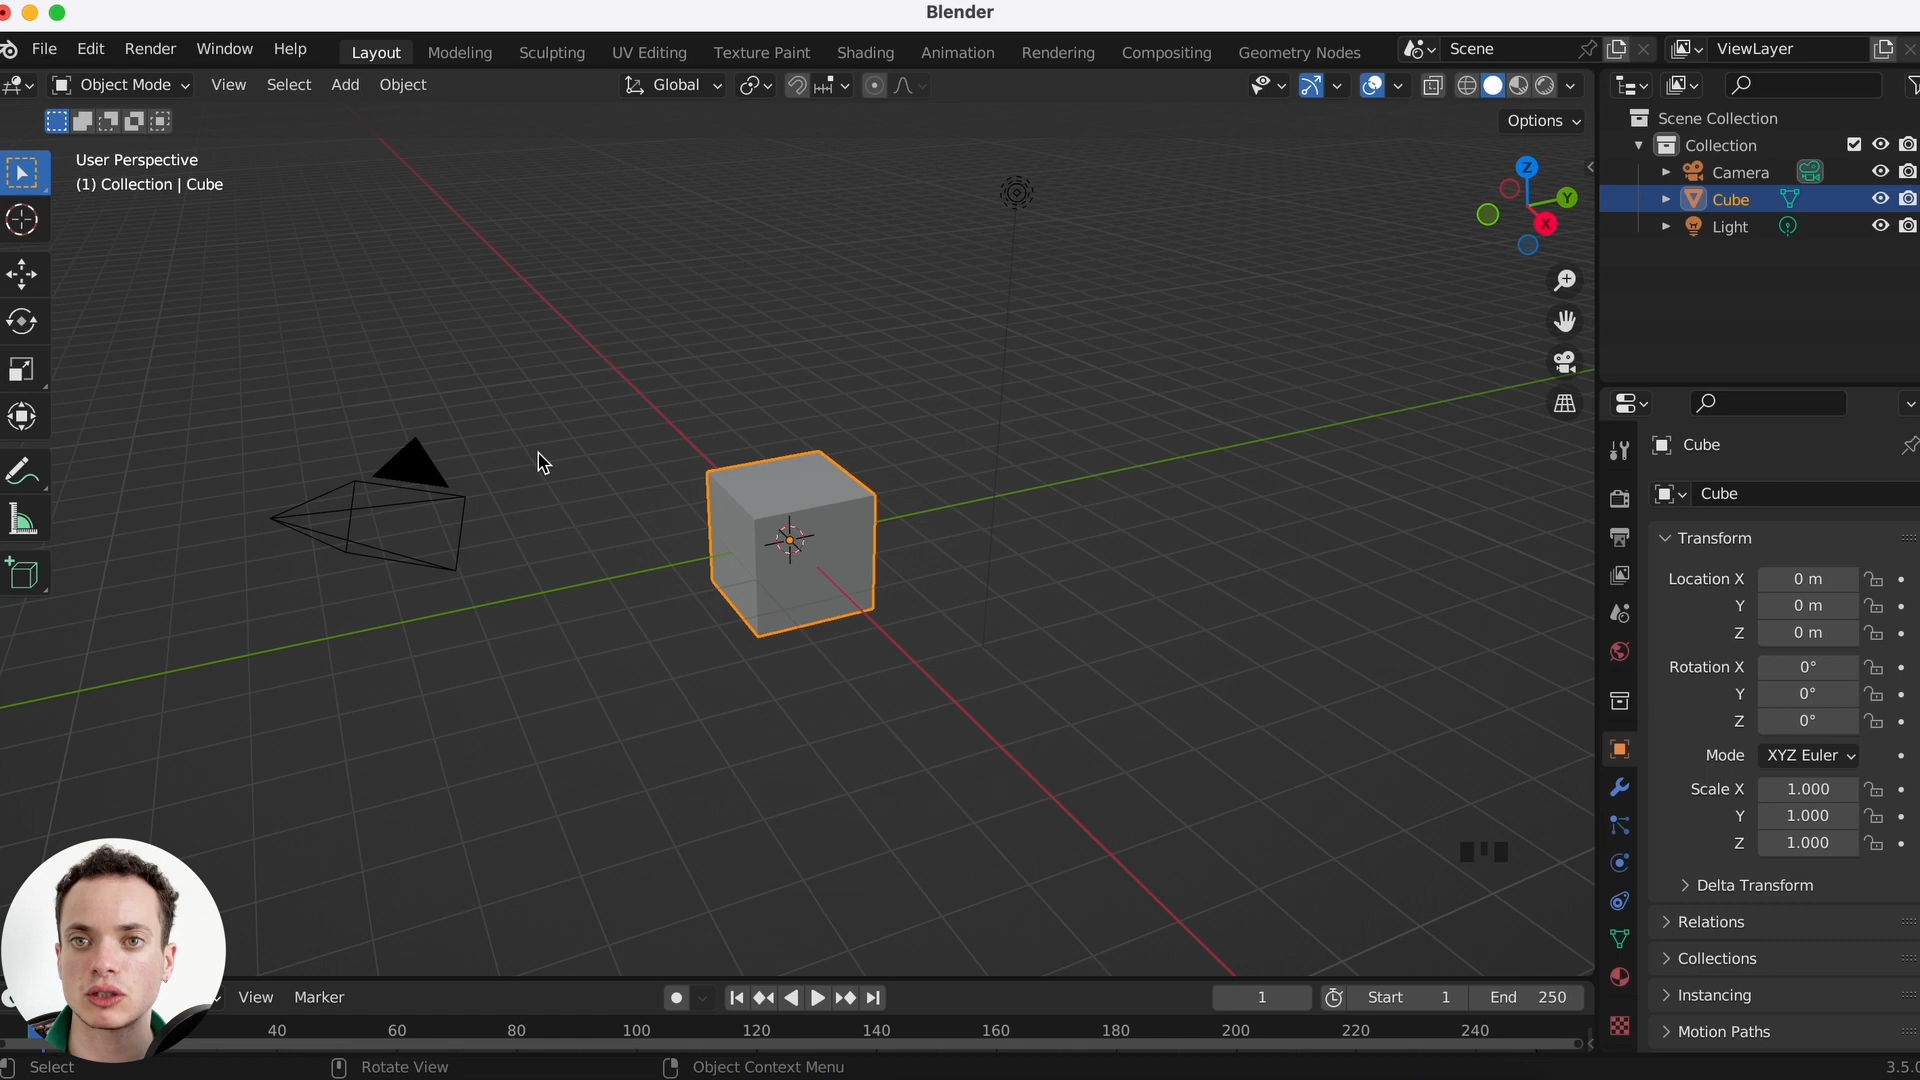 Blender
File Edit Render Window Help Layout Modeling Sculpting UV Editing Texture Paint Shading Animation Rendering Compositing Geometry Nodes Scene ViewLayer
Object Mode View Select Add Object Global
Options
User Perspective
(1) Collection | Cube
Z
Y
X
Scene Collection
Collection
Camera
Cube
Light
Cube
Cube
Transform
Location X 0 m
Y 0 m
Z 0 m
Rotation X 0°
Y 0°
Z 0°
Mode XYZ Euler
Scale X 1.000
Y 1.000
Z 1.000
Delta Transform
Relations
Collections
Instancing
Motion Paths
View Marker 1 Start 1 End 250
40 60 80 100 120 140 160 180 200 220 240
Select Rotate View Object Context Menu